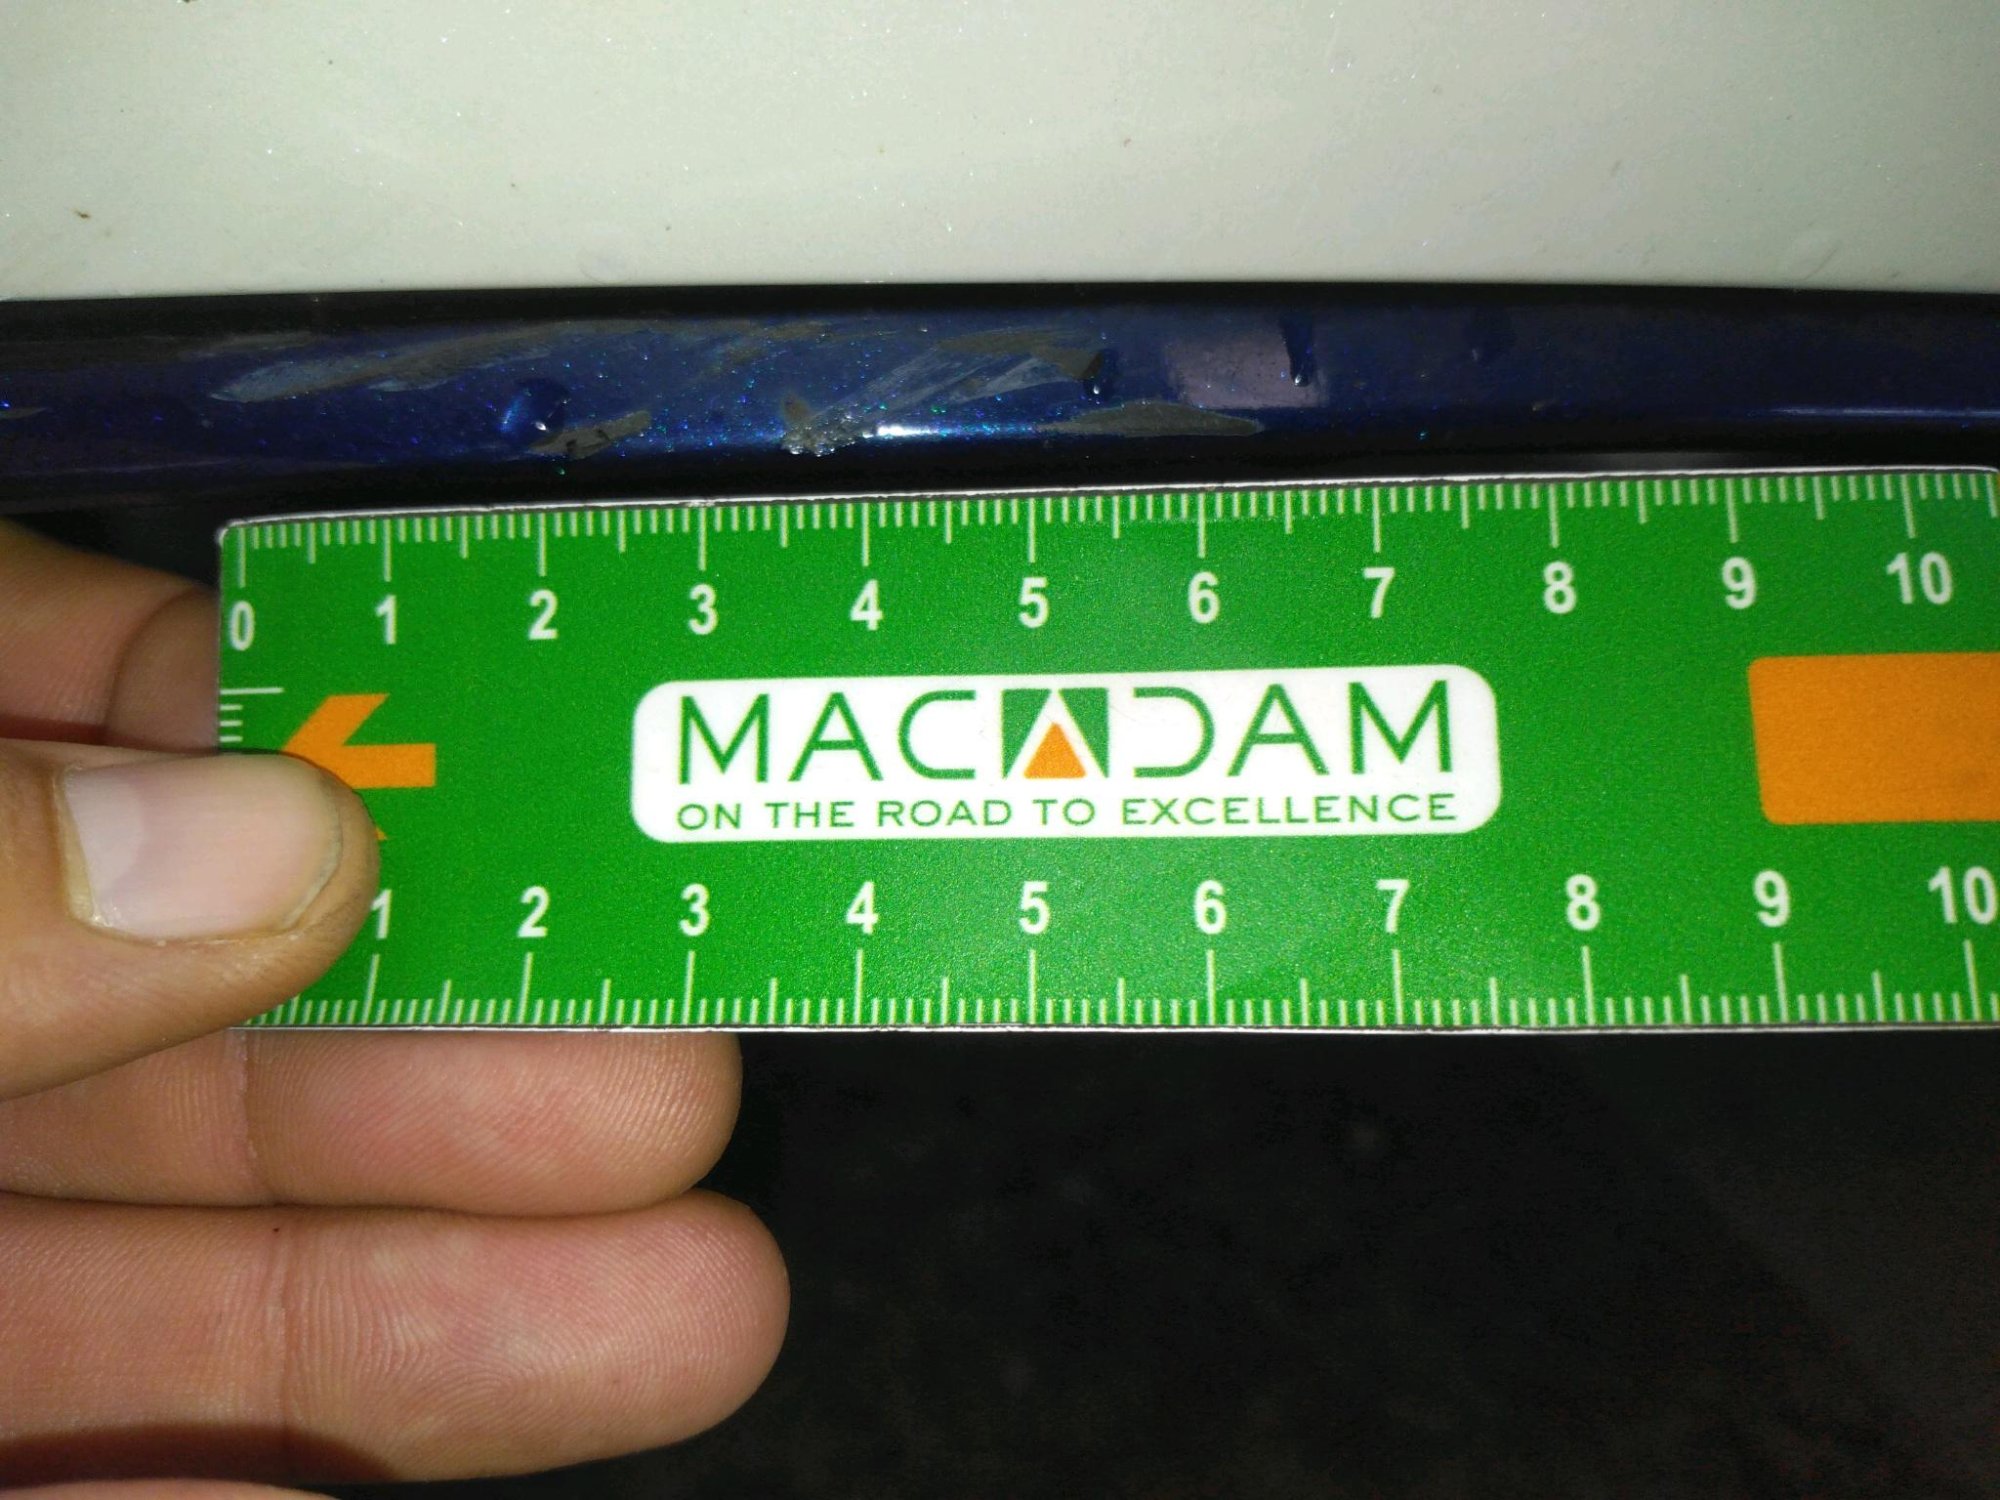 0 1 2 3 4 5 6 7 8 9 10
MACADAM
ON THE ROAD TO EXCELLENCE
1 2 3 4 5 6 7 8 9 10